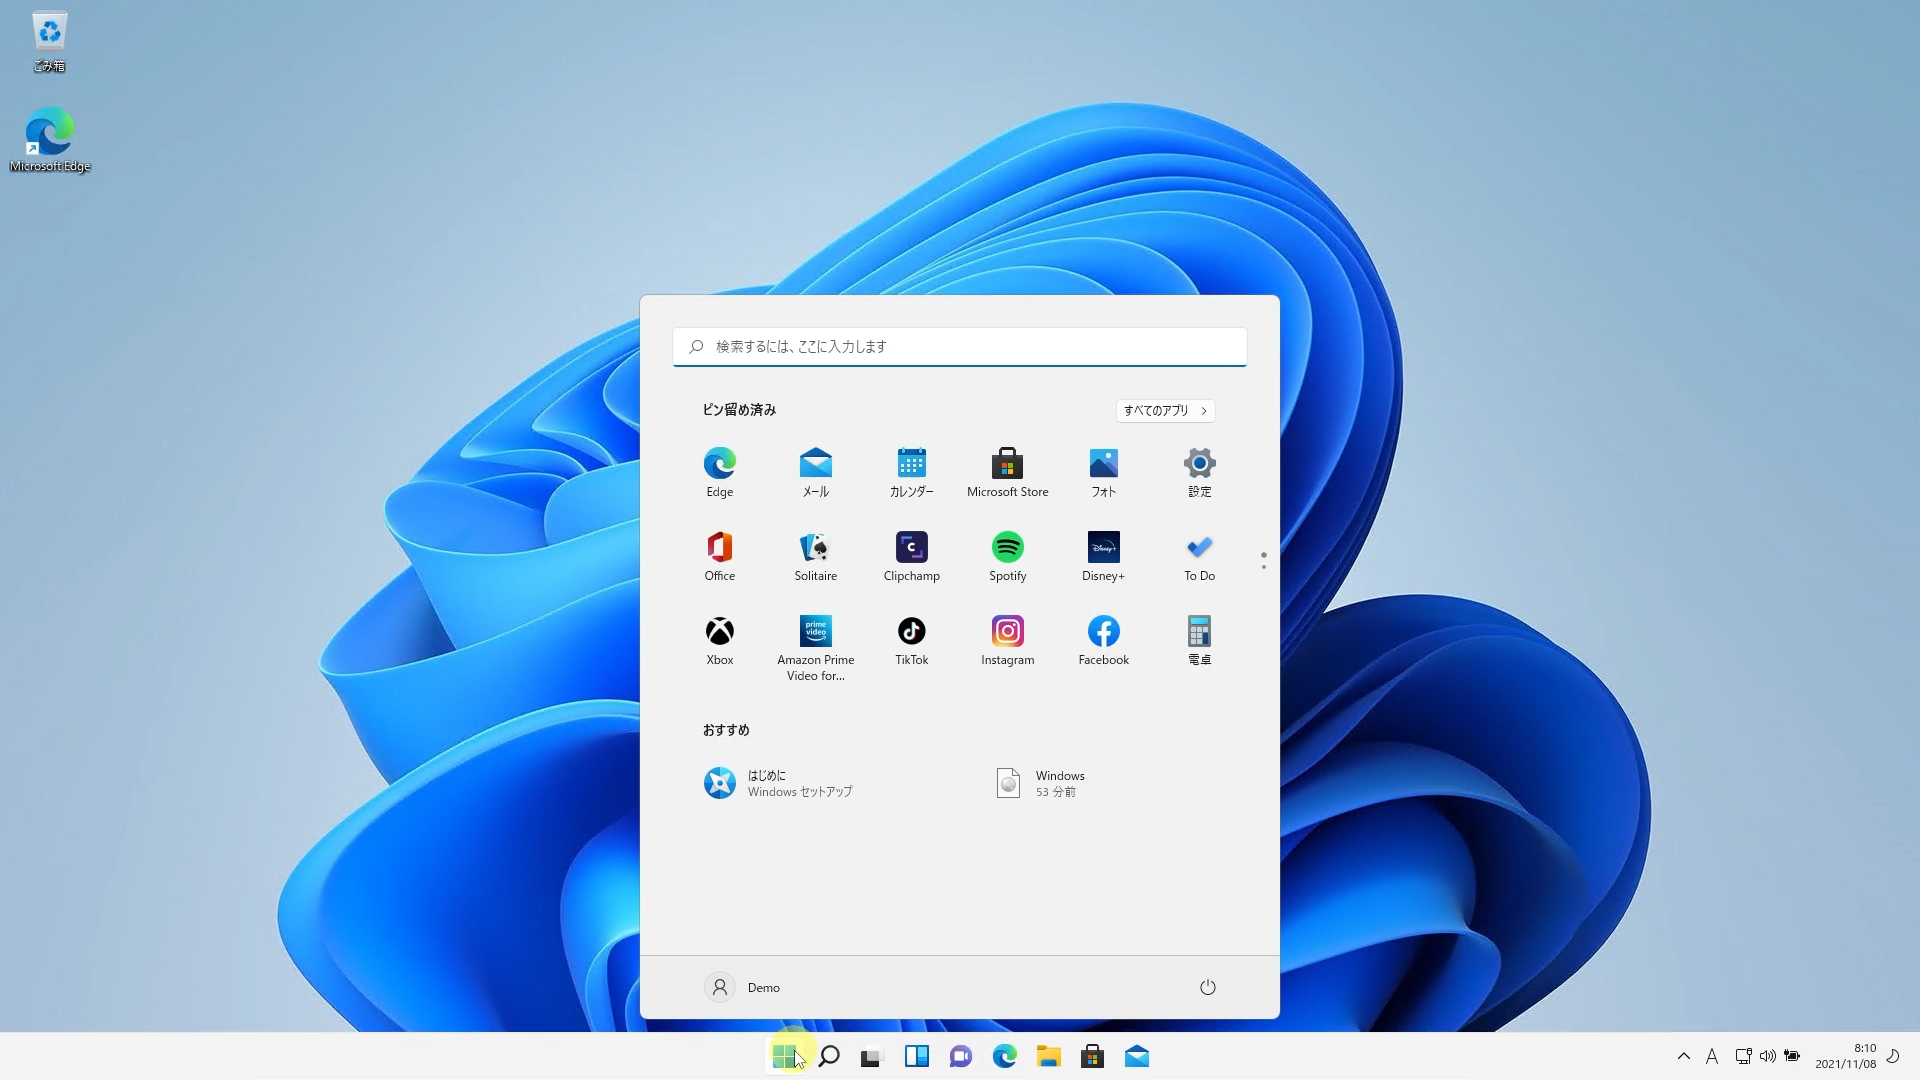 ごみ箱
Microsoft Edge
検索するには、ここに入力します
ピン留め済み
すべてのアプリ
Edge
メール
カレンダー
Microsoft Store
フォト
設定
Office
Solitaire
Clipchamp
Spotify
Disney+
To Do
Xbox
prime video
Amazon Prime
Video for...
TikTok
Instagram
Facebook
電卓
おすすめ
はじめに
Windows セットアップ
Windows
53 分前
Demo
A
8:10
2021/11/08